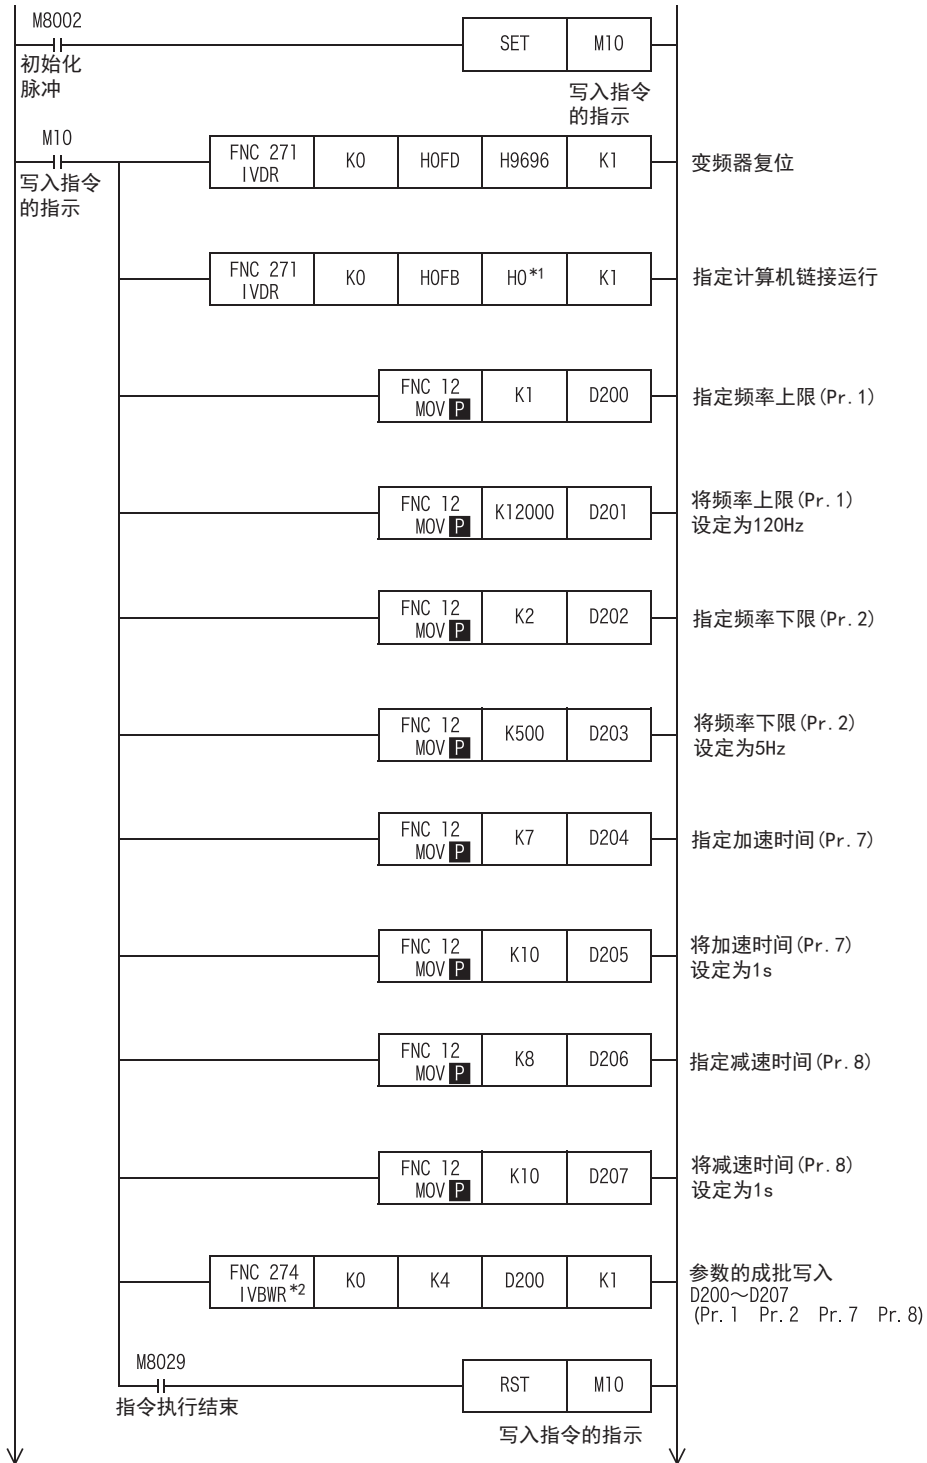 M8002
SET M10
初始化
脉冲
写入指令
的指示
M10
FNC 271
IVDR K0 H0FD H9696 K1 变频器复位
写入指令
的指示
FNC 271
IVDR K0 H0FB H0*1 K1 指定计算机链接运行
FNC 12
MOV P K1 D200 指定频率上限(Pr.1)
FNC 12
MOV P K12000 D201 将频率上限(Pr.1)
设定为120Hz
FNC 12
MOV P K2 D202 指定频率下限(Pr.2)
FNC 12
MOV P K500 D203 将频率下限(Pr.2)
设定为5Hz
FNC 12
MOV P K7 D204 指定加速时间(Pr.7)
FNC 12
MOV P K10 D205 将加速时间(Pr.7)
设定为1s
FNC 12
MOV P K8 D206 指定减速时间(Pr.8)
FNC 12
MOV P K10 D207 将减速时间(Pr.8)
设定为1s
FNC 274
IVBWR*2 K0 K4 D200 K1 参数的成批写入
D200～D207
(Pr.1 Pr.2 Pr.7 Pr.8)
M8029
RST M10
指令执行结束
写入指令的指示